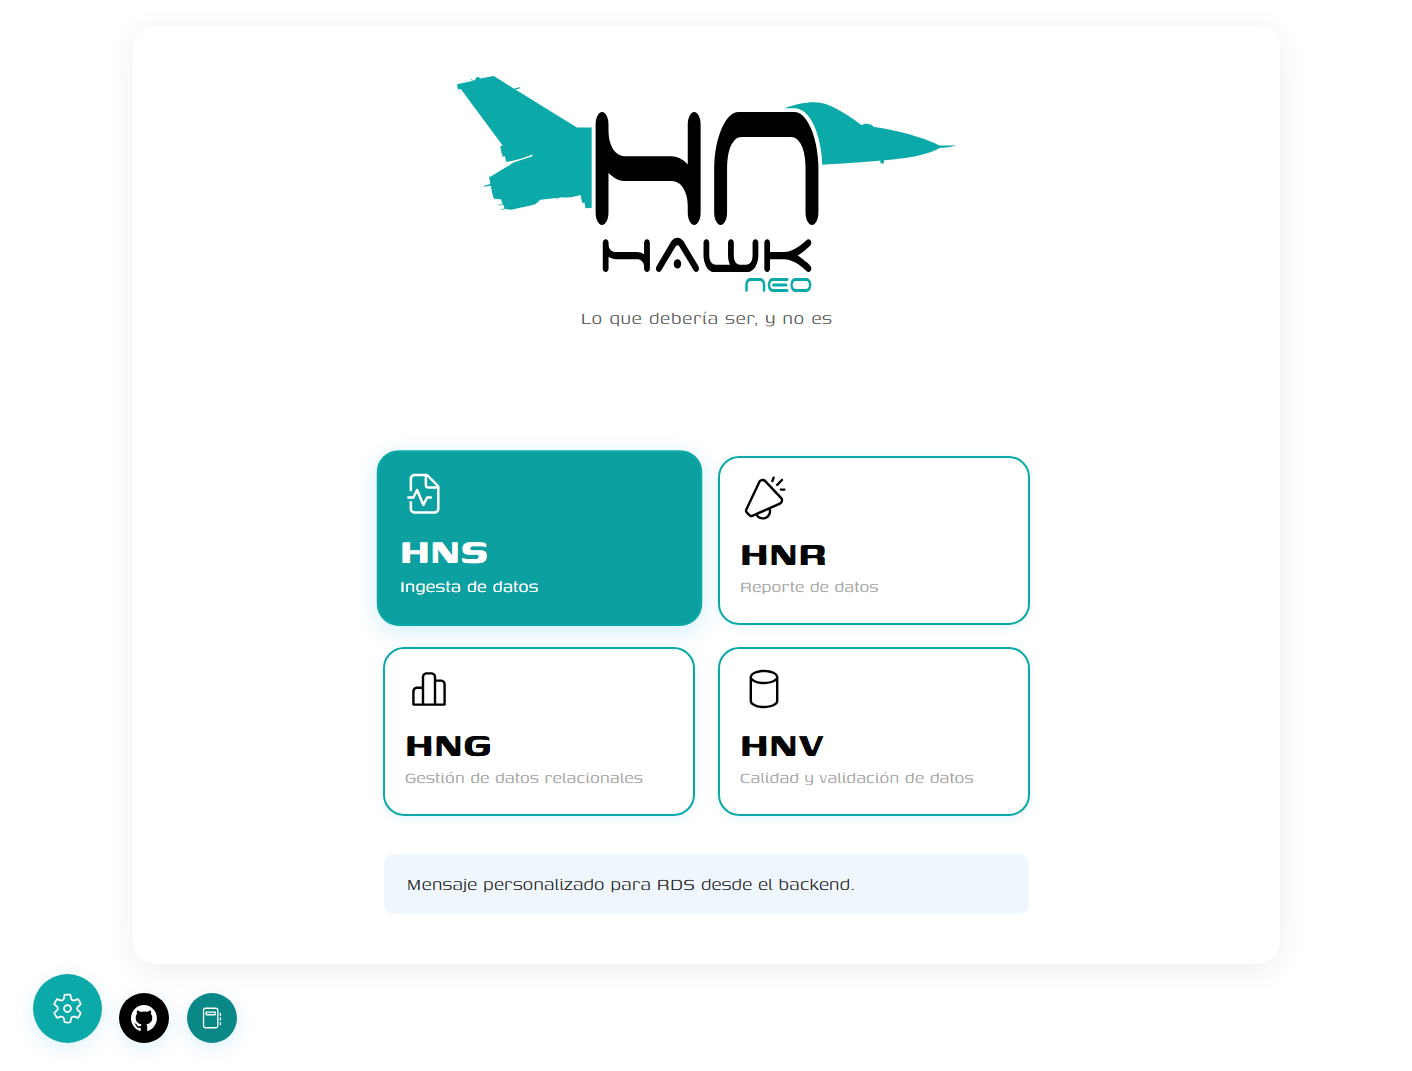 HN
HAWK
NEO
Lo que debería ser, y no es
HNS
Ingesta de datos
HNR
Reporte de datos
HNG
Gestión de datos relacionales
HNV
Calidad y validación de datos
Mensaje personalizado para RDS desde el backend.